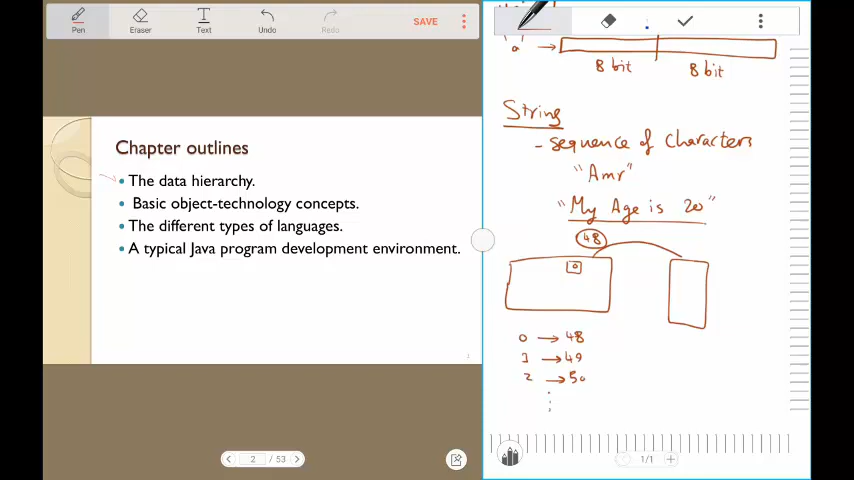 Pen
Eraser
Text
Undo
Redo
SAVE
Chapter outlines
• The data hierarchy.
• Basic object-technology concepts.
• The different types of languages.
• A typical Java program development environment.
1
2 / 53
a →
8 bit 8 bit
String
- sequence of characters
"Amr"
"My Age is 20"
48
0
0 → 48
1 → 49
2 → 50
1/1